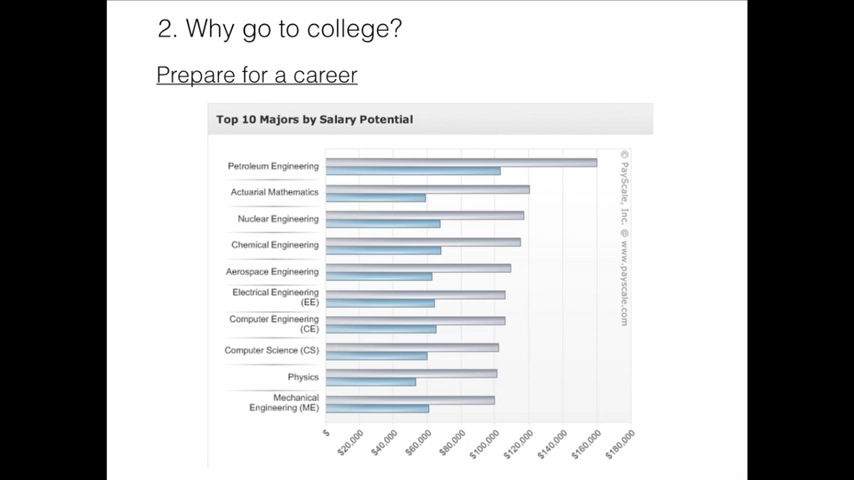 2. Why go to college?
Prepare for a career
Top 10 Majors by Salary Potential
Petroleum Engineering
Actuarial Mathematics
Nuclear Engineering
Chemical Engineering
Aerospace Engineering
Electrical Engineering
(EE)
Computer Engineering
(CE)
Computer Science (CS)
Physics
Mechanical
Engineering (ME)
$
$20,000
$40,000
$60,000
$80,000
$100,000
$120,000
$140,000
$160,000
$180,000
© PayScale, Inc. @ www.payscale.com